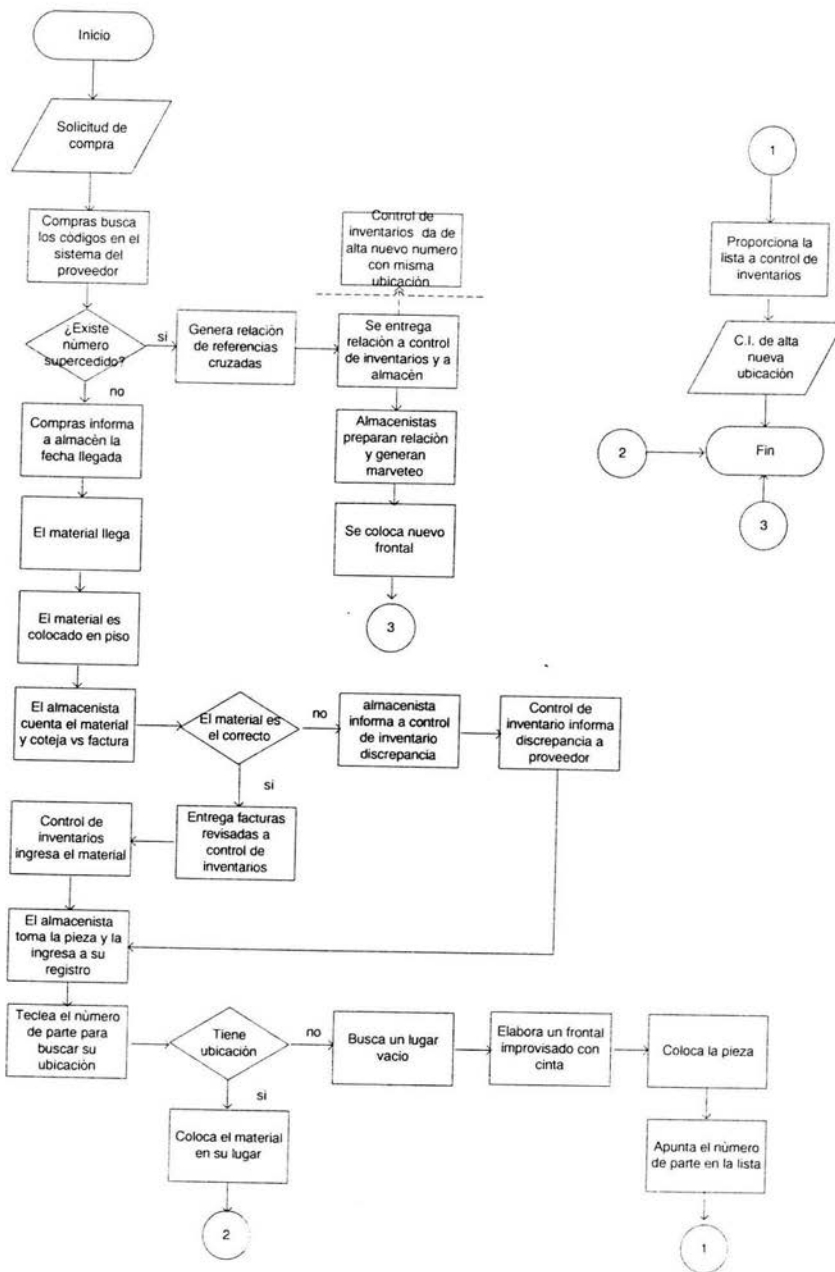 Inicio
Solicitud de
compra
Compras busca
los códigos en el
sistema del
proveedor
¿Existe
número
supercedido?
si
no
Genera relación
de referencias
cruzadas
Control de
inventarios da de
alta nuevo numero
con misma
ubicación
Se entrega
relación a control
de inventarios y a
almacèn
Almacenistas
preparan relaciòn
y generan
marveteo
Se coloca nuevo
frontal
3
Compras informa
a almacèn la
fecha llegada
El material llega
El material es
colocado en piso
El almacenista
cuenta el material
y coteja vs factura
El material es
el correcto
no
si
almacenista
informa a control
de inventario
discrepancia
Control de
inventario informa
discrepancia a
proveedor
Entrega facturas
revisadas a
control de
inventarios
Control de
inventarios
ingresa el material
El almacenista
toma la pieza y la
ingresa a su
registro
Teclea el nùmero
de parte para
buscar su
ubicaciòn
Tiene
ubicaciòn
no
si
Busca un lugar
vacio
Elabora un frontal
improvisado con
cinta
Coloca la pieza
Coloca el material
en su lugar
2
Apunta el nùmero
de parte en la lista
1
1
Proporciona la
lista a control de
inventarios
C.I. de alta
nueva
ubicaciòn
2
Fin
3